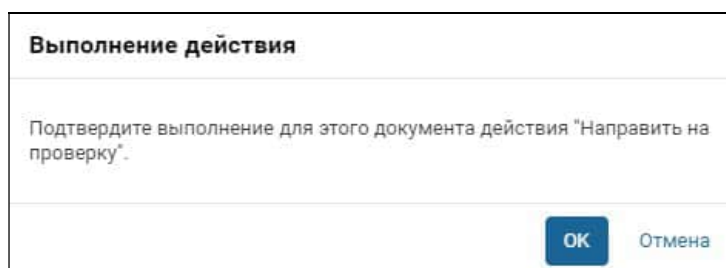 Выполнение действия
Подтвердите выполнение для этого документа действия "Направить на
проверку".
ОК Отмена